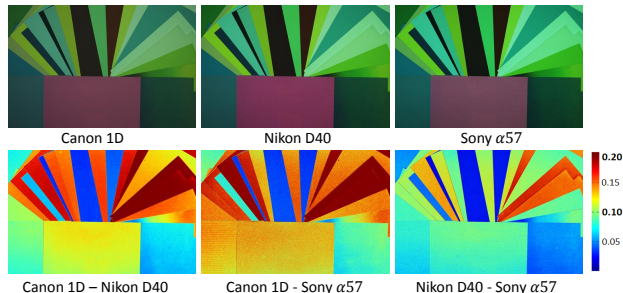 Canon 1D
Nikon D40
Sony α57
0.20
0.15
0.10
0.05
Canon 1D – Nikon D40
Canon 1D - Sony α57
Nikon D40 - Sony α57